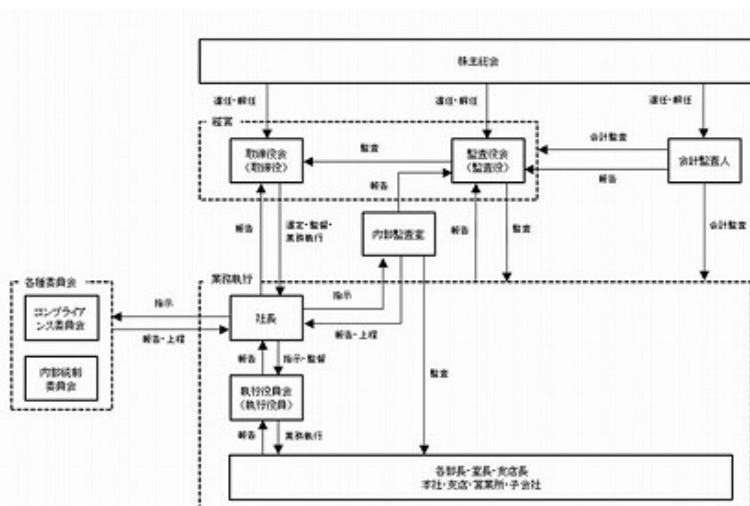 株主総会
選任・解任
選任・解任
選任・解任
経営
取締役会
（取締役）
監査
監査役会
（監査役）
会計監査
報告
会計監査人
報告
報告
選定・監督・
業務執行
内部監査室
報告
監査
会計監査
各種委員会
業務執行
コンプライア
ンス委員会
指示
社長
指示
報告・上程
報告・上程
内部統制
委員会
報告
指示・監督
監査
執行役員会
（執行役員）
報告
業務執行
各部長・室長・支店長
本社・支店・営業所・子会社